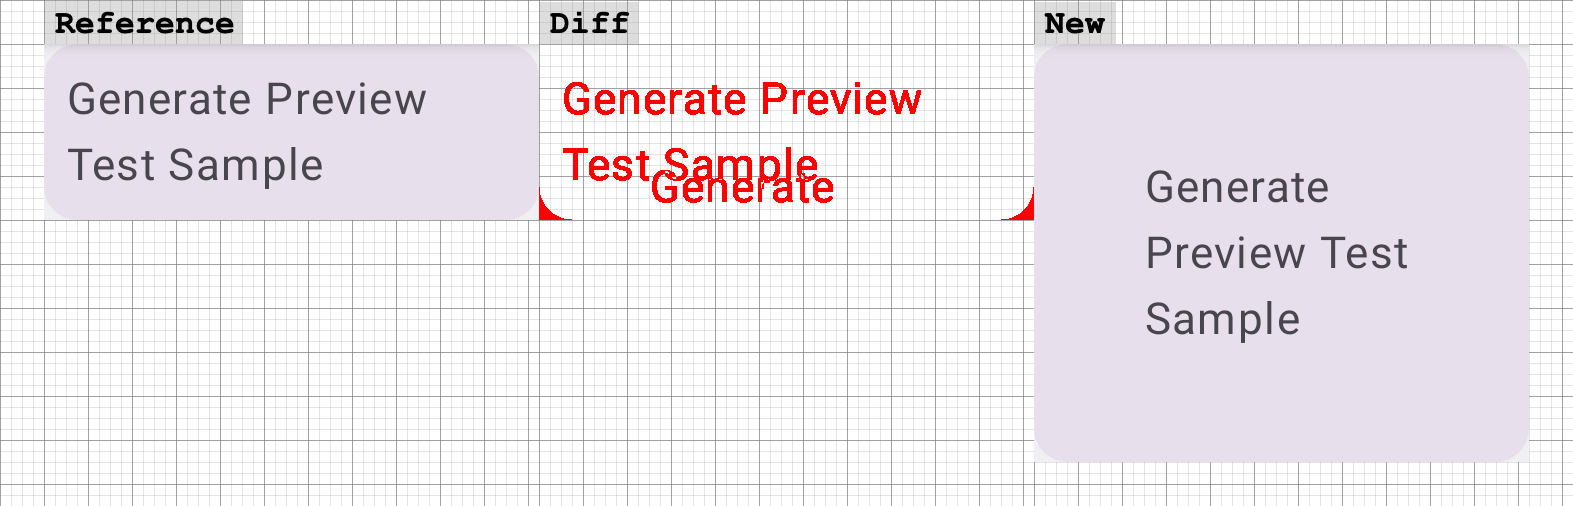 Reference
Diff
New
Generate Preview
Test Sample
Generate Preview
Test Sample
Generate
Generate
Preview Test
Sample